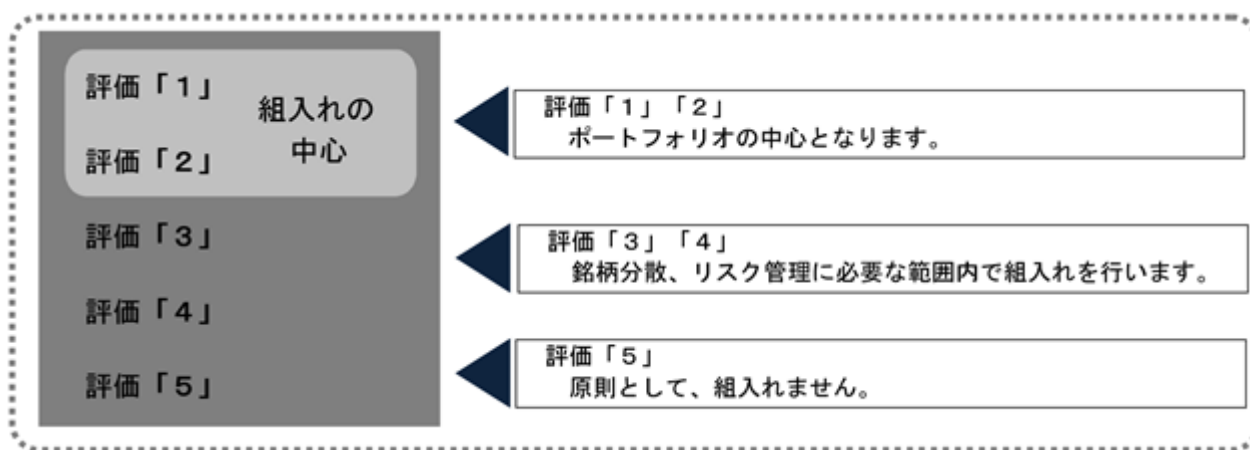 評価「１」
組入れの
中心
評価「２」
評価「３」
評価「４」
評価「５」
評価「１」「２」
ポートフォリオの中心となります。
評価「３」「４」
銘柄分散、リスク管理に必要な範囲内で組入れを行います。
評価「５」
原則として、組入れません。